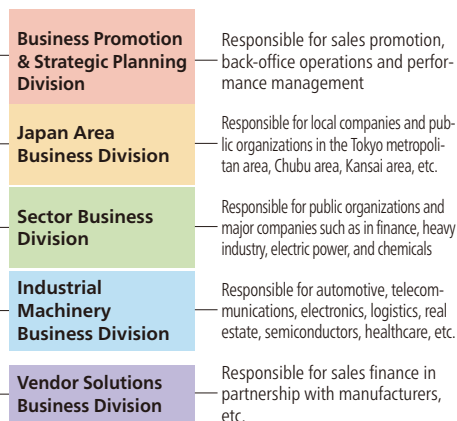 Business Promotion
& Strategic Planning
Division
Responsible for sales promotion,
back-office operations and perfor-
mance management
Japan Area
Business Division
Responsible for local companies and pub-
lic organizations in the Tokyo metropoli-
tan area, Chubu area, Kansai area, etc.
Sector Business
Division
Responsible for public organizations and
major companies such as in finance, heavy
industry, electric power, and chemicals
Industrial
Machinery
Business Division
Responsible for automotive, telecom-
munications, electronics, logistics, real
estate, semiconductors, healthcare, etc.
Vendor Solutions
Business Division
Responsible for sales finance in
partnership with manufacturers,
etc.